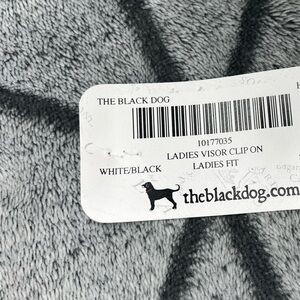 THE BLACK DOG
10177035
LADIES VISOR CLIP ON
WHITE/BLACK LADIES FIT
theblackdog.com